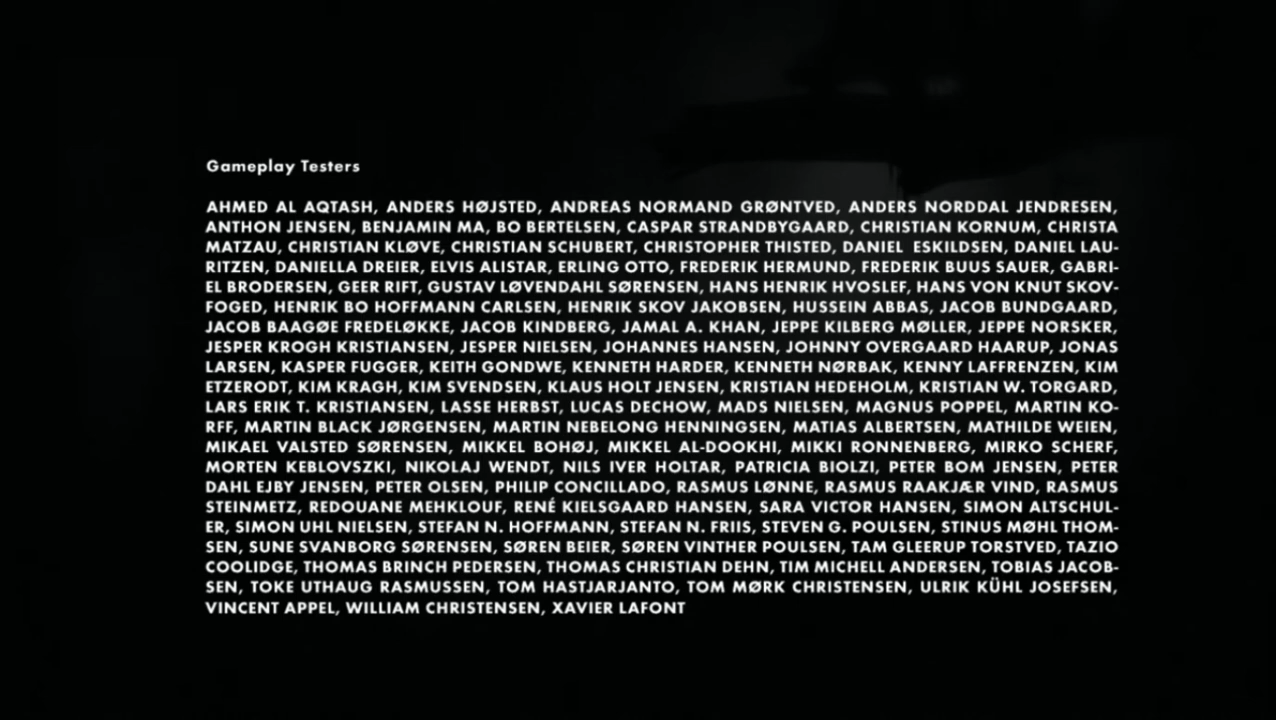 Gameplay Testers
AHMED AL AQTASH, ANDERS HØJSTED, ANDREAS NORMAND GRØNTVED, ANDERS NORDDAL JENDRESEN,
ANTHON JENSEN, BENJAMIN MA, BO BERTELSEN, CASPAR STRANDBYGAARD, CHRISTIAN KORNUM, CHRISTA
MATZAU, CHRISTIAN KLØVE, CHRISTIAN SCHUBERT, CHRISTOPHER THISTED, DANIEL ESKILDSEN, DANIEL LAU-
RITZEN, DANIELLA DREIER, ELVIS ALISTAR, ERLING OTTO, FREDERIK HERMUND, FREDERIK BUUS SAUER, GABRI-
EL BRODERSEN, GEER RIFT, GUSTAV LØVENDAHL SØRENSEN, HANS HENRIK HVOSLEF, HANS VON KNUT SKOV-
FOGED, HENRIK BO HOFFMANN CARLSEN, HENRIK SKOV JAKOBSEN, HUSSEIN ABBAS, JACOB BUNDGAARD,
JACOB BAAGØE FREDELØKKE, JACOB KINDBERG, JAMAL A. KHAN, JEPPE KILBERG MØLLER, JEPPE NORSKER,
JESPER KROGH KRISTIANSEN, JESPER NIELSEN, JOHANNES HANSEN, JOHNNY OVERGAARD HAARUP, JONAS
LARSEN, KASPER FUGGER, KEITH GONDWE, KENNETH HARDER, KENNETH NØRBAK, KENNY LAFFRENZEN, KIM
ETZERODT, KIM KRAGH, KIM SVENDSEN, KLAUS HOLT JENSEN, KRISTIAN HEDEHOLM, KRISTIAN W. TORGARD,
LARS ERIK T. KRISTIANSEN, LASSE HERBST, LUCAS DECHOW, MADS NIELSEN, MAGNUS POPPEL, MARTIN KO-
RFF, MARTIN BLACK JØRGENSEN, MARTIN NEBELONG HENNINGSEN, MATIAS ALBERTSEN, MATHILDE WEIEN,
MIKAEL VALSTED SØRENSEN, MIKKEL BOHØJ, MIKKEL AL-DOOKHI, MIKKI RONNENBERG, MIRKO SCHERF,
MORTEN KEBLOVSZKI, NIKOLAJ WENDT, NILS IVER HOLTAR, PATRICIA BIOLZI, PETER BOM JENSEN, PETER
DAHL EJBY JENSEN, PETER OLSEN, PHILIP CONCILLADO, RASMUS LØNNE, RASMUS RAAKJÆR VIND, RASMUS
STEINMETZ, REDOUANE MEHKLOUF, RENÉ KIELSGAARD HANSEN, SARA VICTOR HANSEN, SIMON ALTSCHUL-
ER, SIMON UHL NIELSEN, STEFAN N. HOFFMANN, STEFAN N. FRIIS, STEVEN G. POULSEN, STINUS MØHL THOM-
SEN, SUNE SVANBORG SØRENSEN, SØREN BEIER, SØREN VINTHER POULSEN, TAM GLEERUP TORSTVED, TAZIO
COOLIDGE, THOMAS BRINCH PEDERSEN, THOMAS CHRISTIAN DEHN, TIM MICHELL ANDERSEN, TOBIAS JACOB-
SEN, TOKE UTHAUG RASMUSSEN, TOM HASTJARJANTO, TOM MØRK CHRISTENSEN, ULRIK KÜHL JOSEFSEN,
VINCENT APPEL, WILLIAM CHRISTENSEN, XAVIER LAFONT